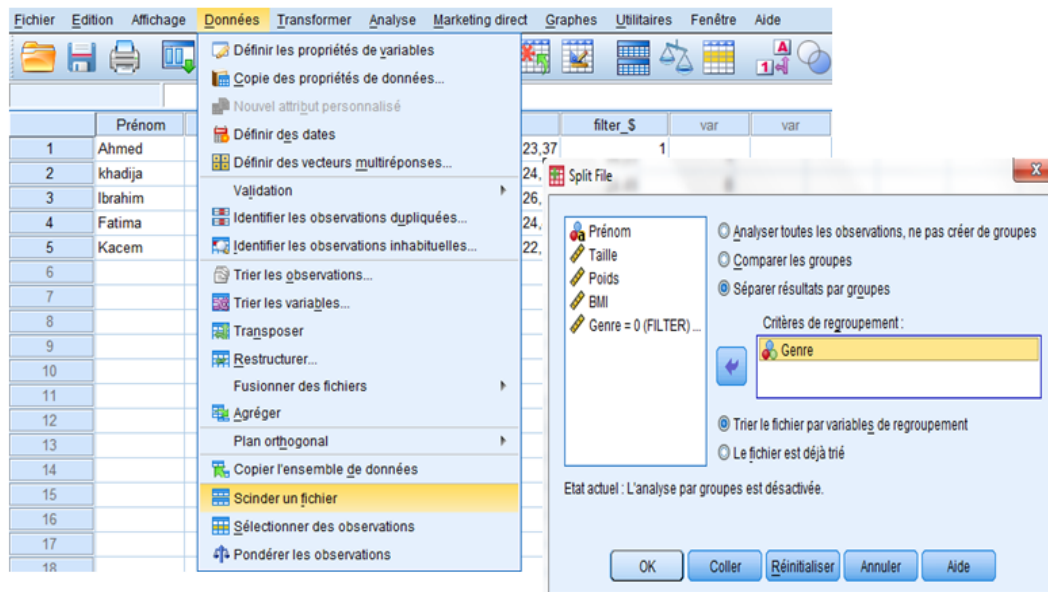 Fichier Edition Affichage Données Transformer Analyse Marketing direct Graphes Utilitaires Fenêtre Aide
Définir les propriétés de variables
Copie des propriétés de données...
Nouvel attribut personnalisé
Définir des dates
Définir des vecteurs multiréponses...
Validation
Identifier les observations dupliquées...
Identifier les observations inhabituelles...
Trier les observations...
Trier les variables...
Transposer
Restructurer...
Fusionner des fichiers
Agréger
Plan orthogonal
Copier l'ensemble de données
Scinder un fichier
Sélectionner des observations
Pondérer les observations
A
1
Prénom filter_$ var var
1 Ahmed 23,37 1
2 khadija 24,
3 Ibrahim 26,
4 Fatima 24,
5 Kacem 22,
6
7
8
9
10
11
12
13
14
15
16
17
18
Split File
Prénom
Taille
Poids
BMI
Genre = 0 (FILTER) ...
Analyser toutes les observations, ne pas créer de groupes
Comparer les groupes
Séparer résultats par groupes
Critères de regroupement :
Genre
Trier le fichier par variables de regroupement
Le fichier est déjà trié
Etat actuel : L'analyse par groupes est désactivée.
OK Coller Réinitialiser Annuler Aide